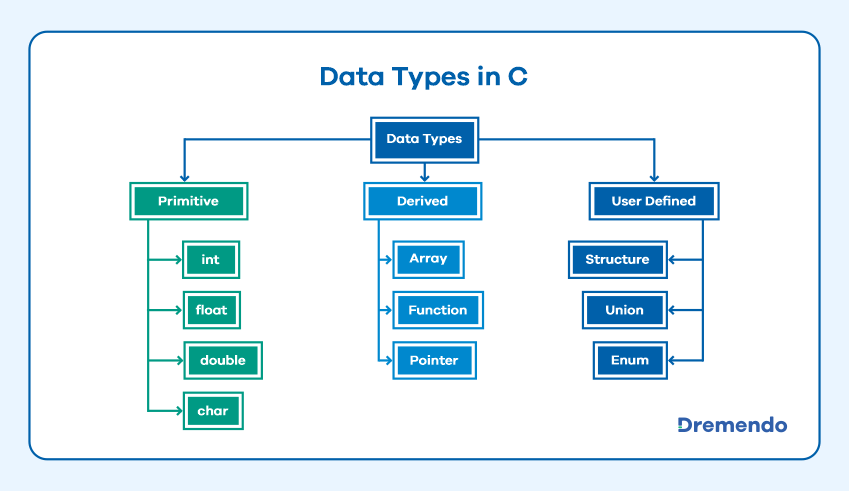 Data Types in C
Data Types
Primitive
int
float
double
char
Derived
Array
Function
Pointer
User Defined
Structure
Union
Enum
Dremendo